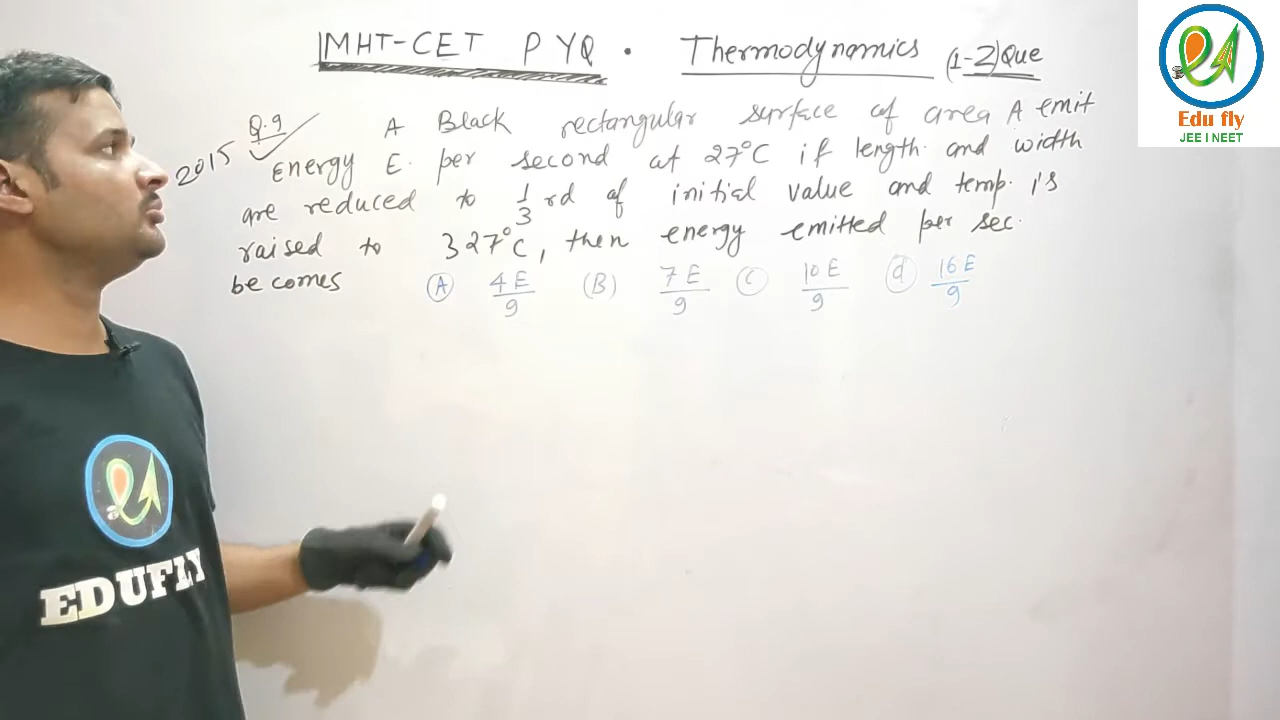 MHT-CET PYQ . Thermodynamics (1-2)Que
2015 Q.9 A Black rectangular surface of area A emit
energy E. per second at 27°C if length. and width
are reduced to 1/3 rd of initial value and temp. is
raised to 327°C, then energy emitted per sec.
becomes (A) 4E/9 (B) 7E/9 (C) 10E/9 (d) 16E/9
Edu fly
JEE I NEET
EDUFLY